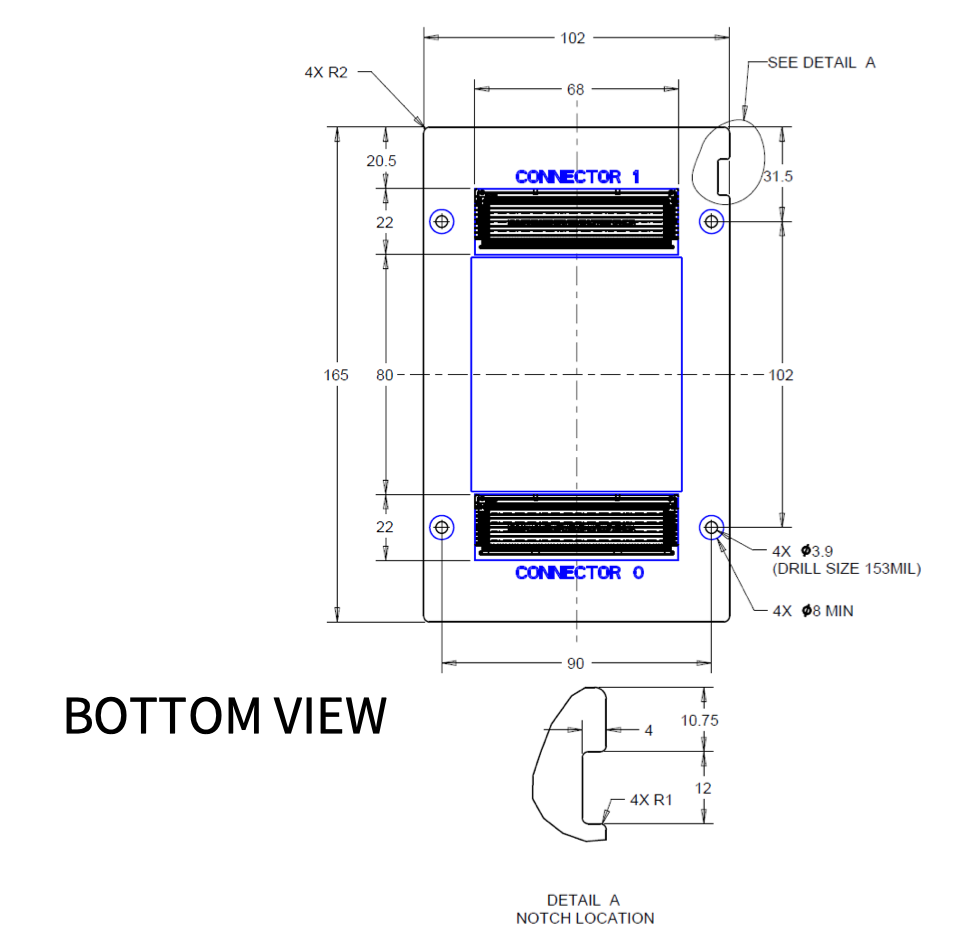 102
4X R2
SEE DETAIL A
68
20.5
CONNECTOR 1
31.5
22
165
80
102
22
4X ϕ3.9
(DRILL SIZE 153MIL)
CONNECTOR 0
4X ϕ8 MIN
90
BOTTOM VIEW
10.75
4
12
4X R1
DETAIL A
NOTCH LOCATION